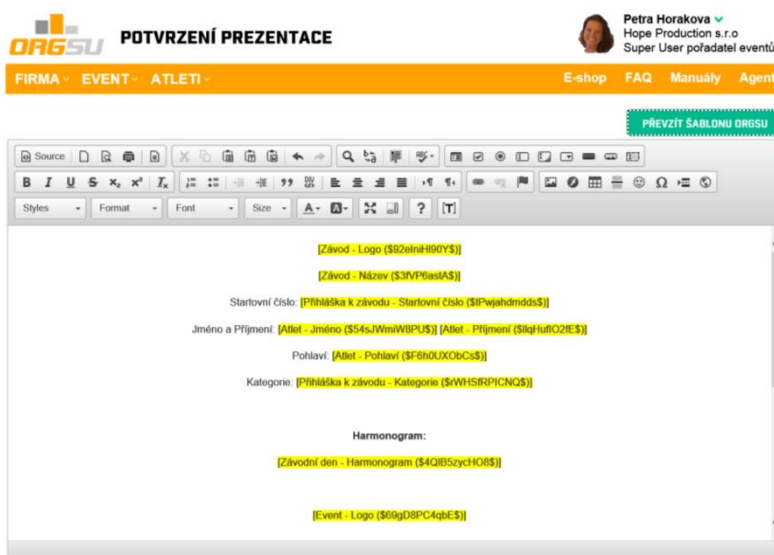 ORGSU
POTVRZENÍ PREZENTACE
Petra Horakova
Hope Production s.r.o
Super User pořadatel eventů
FIRMA EVENT ATLETI
E-shop FAQ Manuály Agent
PŘEVZÍT ŠABLONU ORGSU
Source
Styles Format Font Size
[Závod - Logo ($92elniHI90Y$)]
[Závod - Název ($3fVP6astA$)]
Startovní číslo: [Přihláška k závodu - Startovní číslo ($tPwjahdmdds$)]
Jméno a Příjmení: [Atlet - Jméno ($54sJWmiW8PU$)] [Atlet - Příjmení ($llqHuflO2fE$)]
Pohlaví: [Atlet - Pohlaví ($F6h0UXObCs$)]
Kategorie: [Přihláška k závodu - Kategorie ($rWHSfRPICNQ$)]
Harmonogram:
[Závodní den - Harmonogram ($4QIB5zycHO8$)]
[Event - Logo ($69gD8PC4qbE$)]